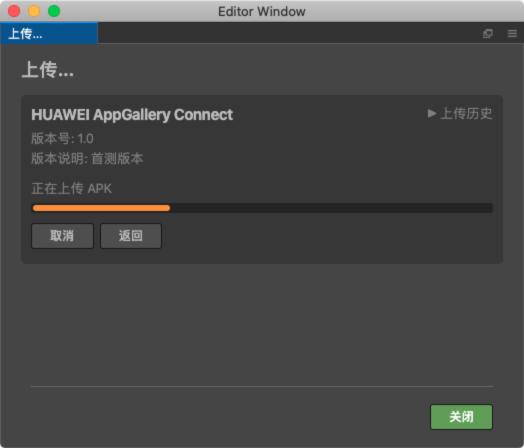 Editor Window
上传...
上传...
HUAWEI AppGallery Connect
上传历史
版本号: 1.0
版本说明: 首测版本
正在上传 APK
取消
返回
关闭